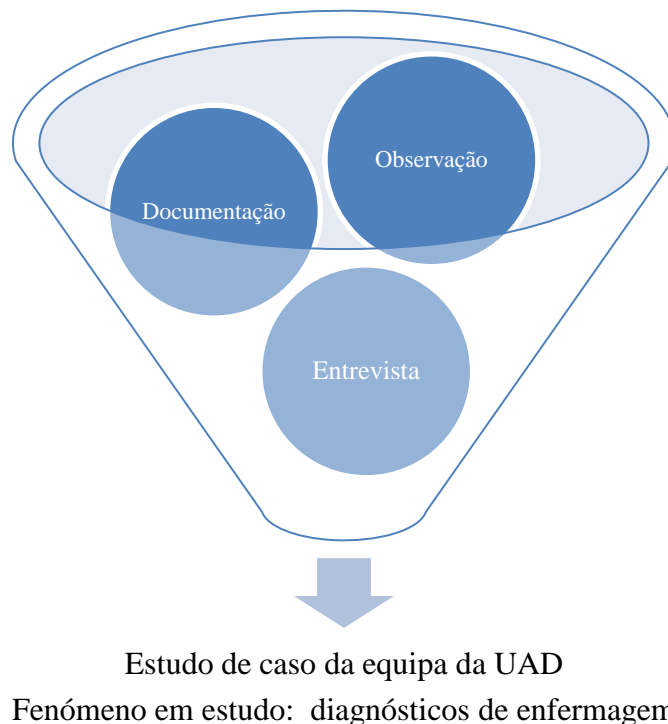 Observação
Documentação
Entrevista
Estudo de caso da equipa da UAD
Fenómeno em estudo: diagnósticos de enfermagem